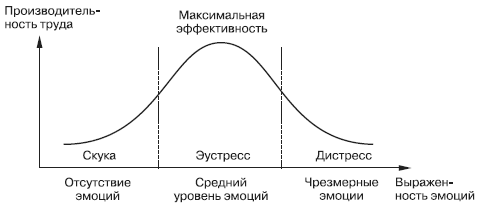 Производитель-
ность труда
Максимальная
эффективность
Скука
Эустресс
Дистресс
Отсутствие
эмоций
Средний
уровень эмоций
Чрезмерные
эмоции
Выражен-
ность эмоций